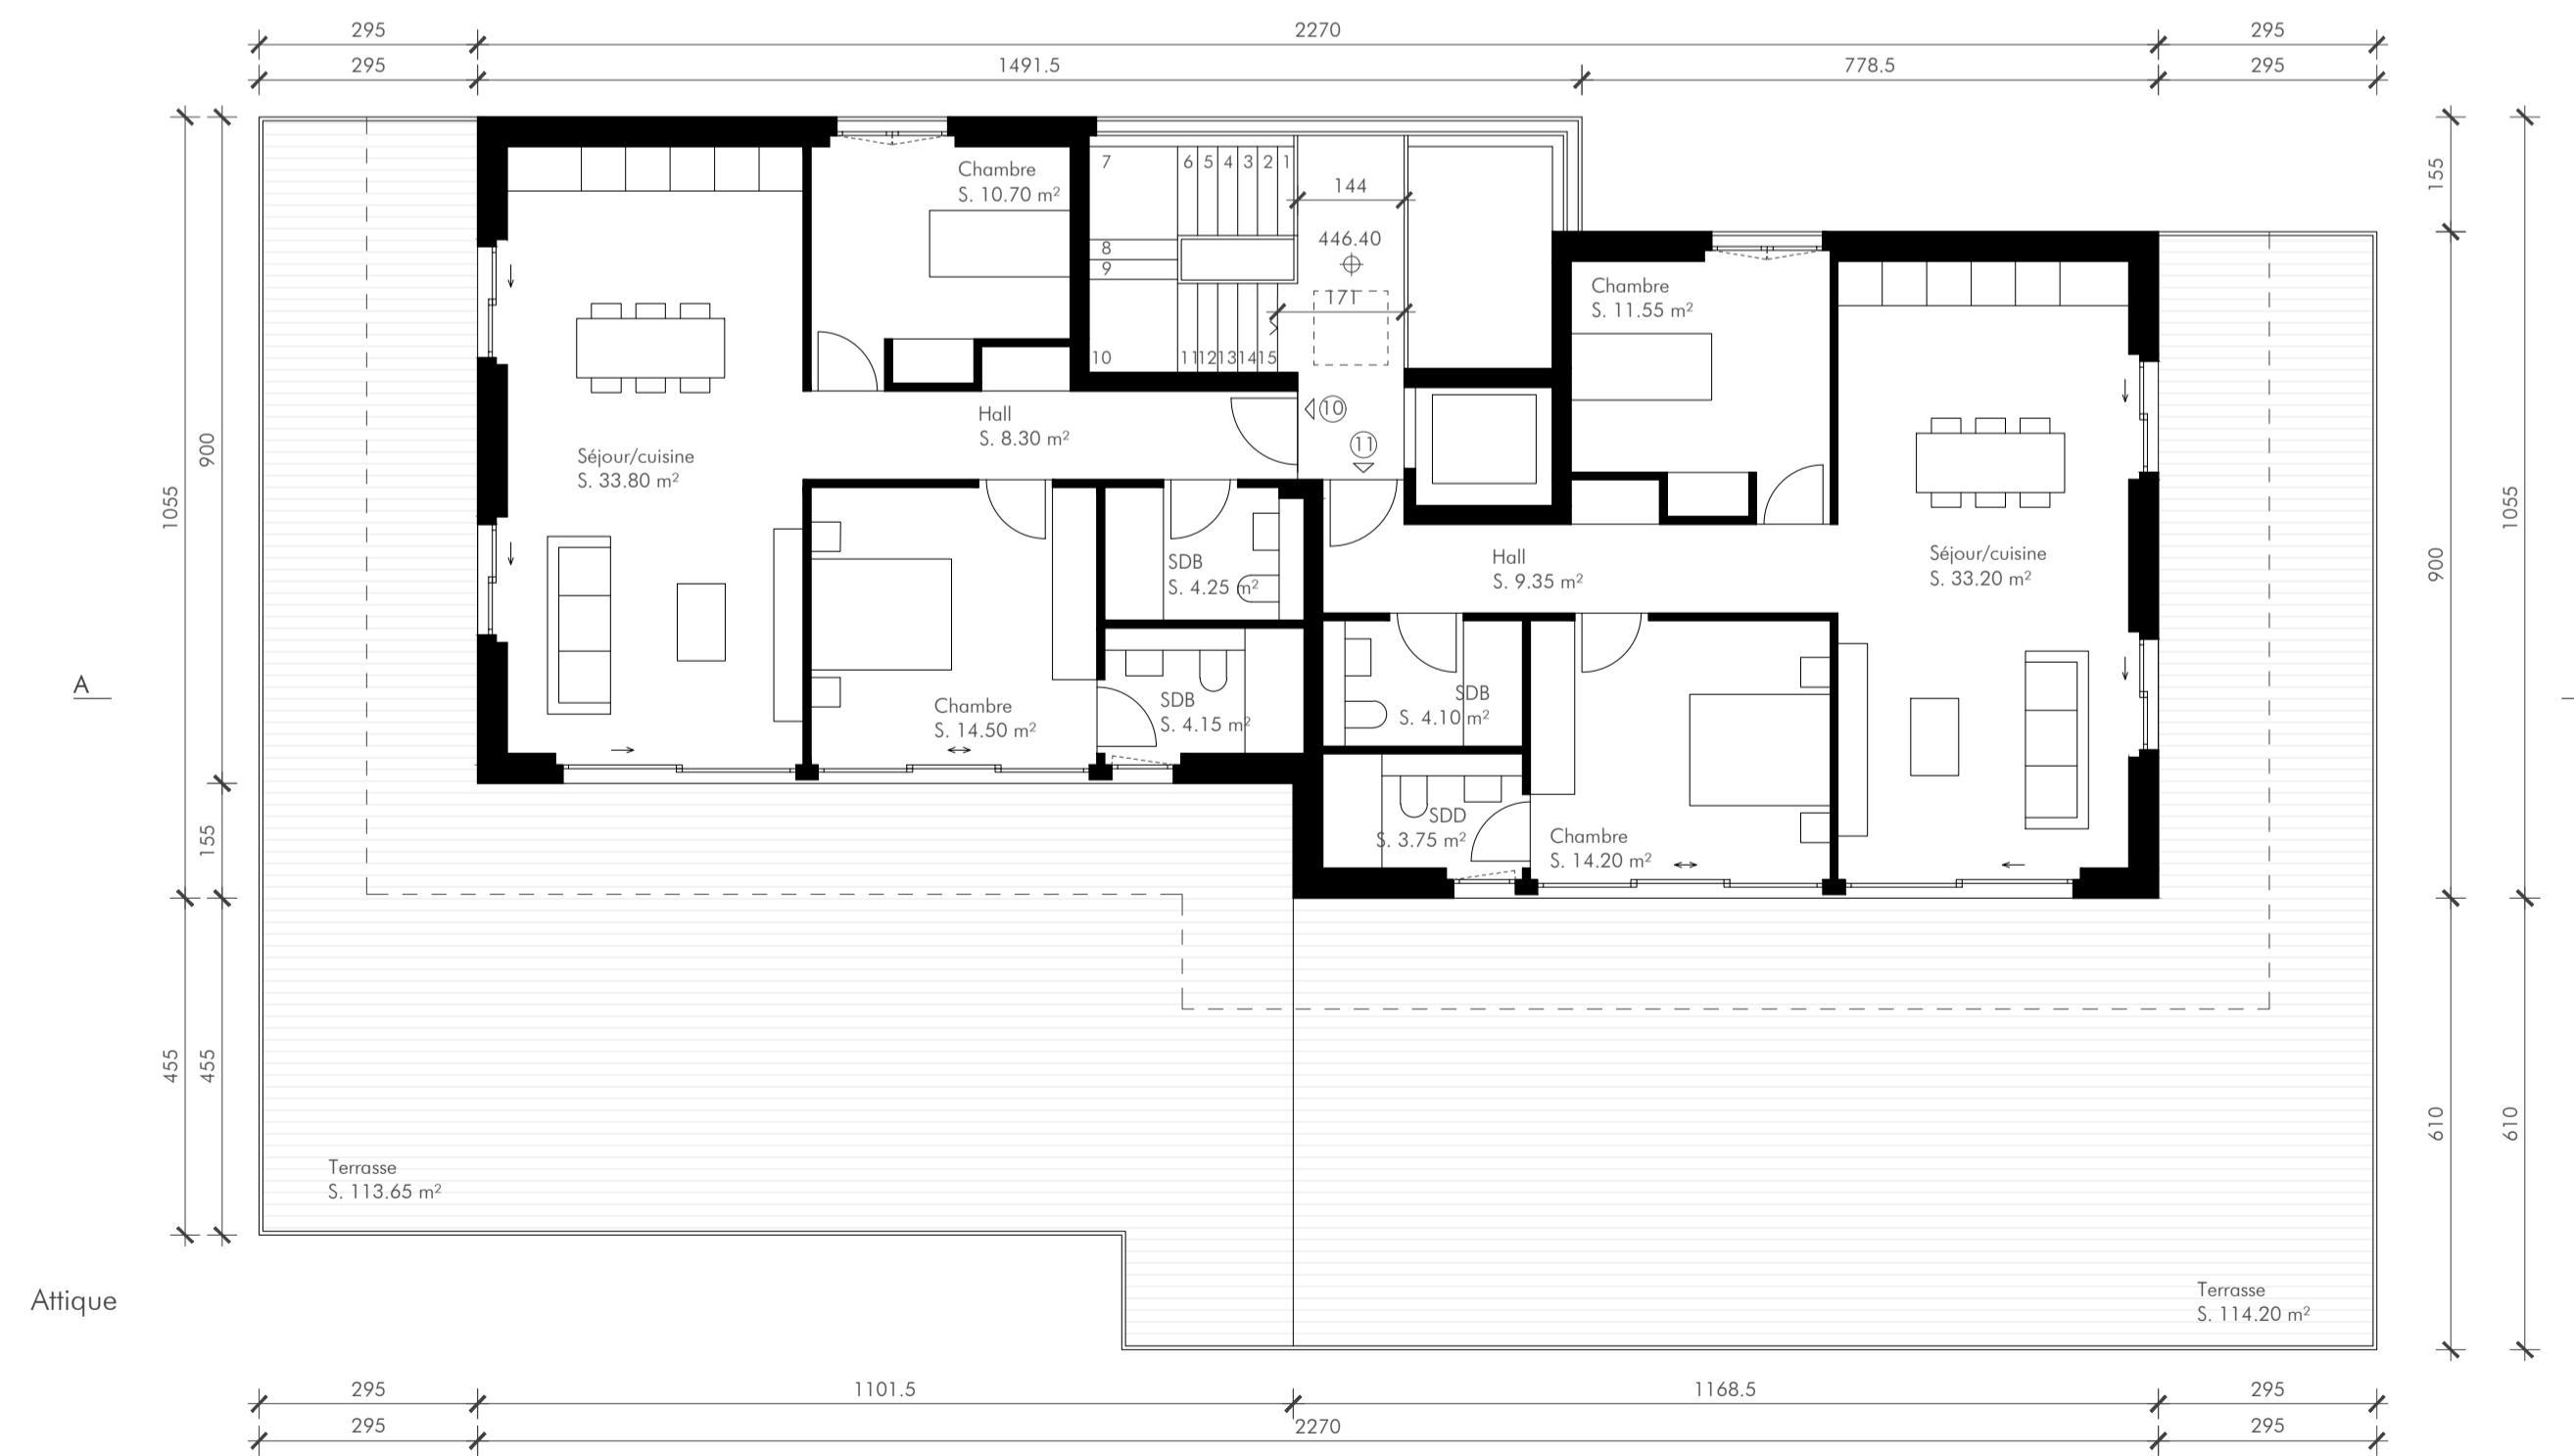 295 2270 295
295 1491.5 778.5 295
Chambre
S. 10.70 m²
7 6 5 4 3 2 1
144
155
446.40
8
9
171
Chambre
S. 11.55 m²
10 11 12 13 14 15
Hall
S. 8.30 m²
10
11
900
1055
Séjour/cuisine
S. 33.80 m²
SDB
S. 4.25 m²
Hall
S. 9.35 m²
Séjour/cuisine
S. 33.20 m²
900
1055
A
Chambre
S. 14.50 m²
SDB
S. 4.15 m²
SDB
S. 4.10 m²
155
SDD
S. 3.75 m²
Chambre
S. 14.20 m²
455 455
610 610
Terrasse
S. 113.65 m²
Attique
Terrasse
S. 114.20 m²
295 1101.5 1168.5 295
295 2270 295